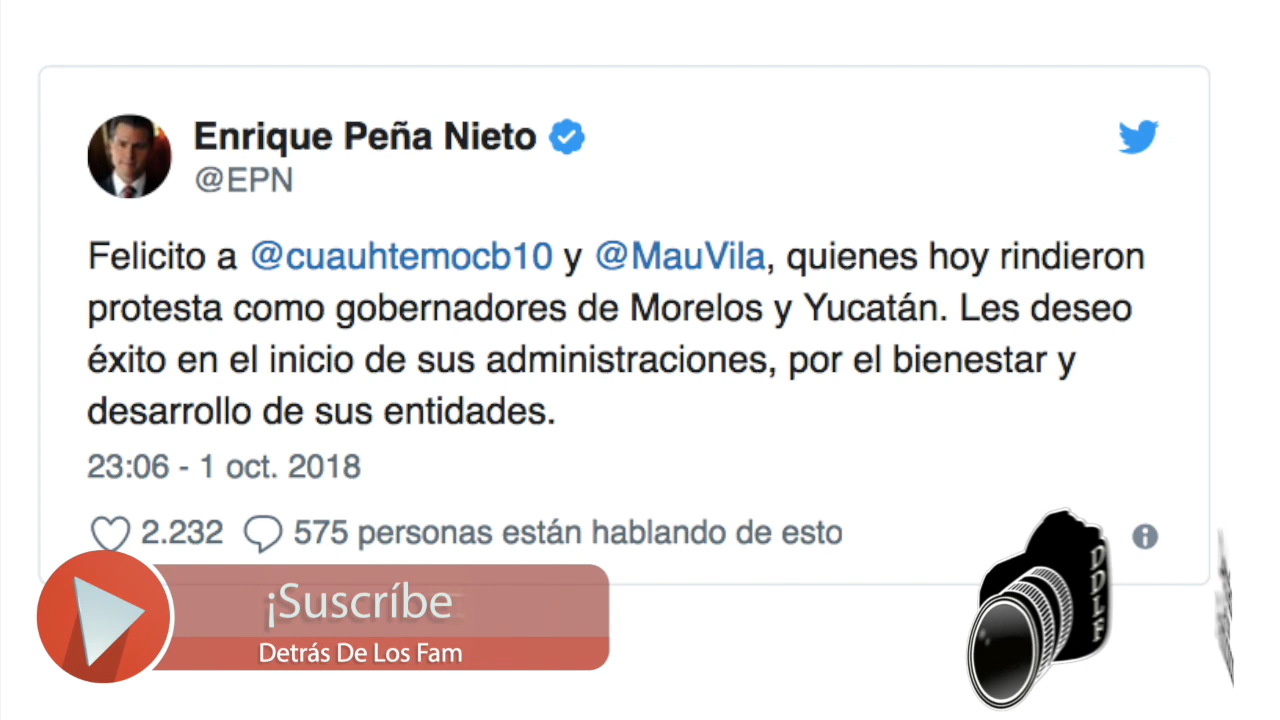 Enrique Peña Nieto
@EPN
Felicito a @cuauhtemocb10 y @MauVila, quienes hoy rindieron
protesta como gobernadores de Morelos y Yucatán. Les deseo
éxito en el inicio de sus administraciones, por el bienestar y
desarrollo de sus entidades.
23:06 - 1 oct. 2018
2.232 575 personas están hablando de esto
¡Suscríbe
Detrás De Los Fam
DDLF